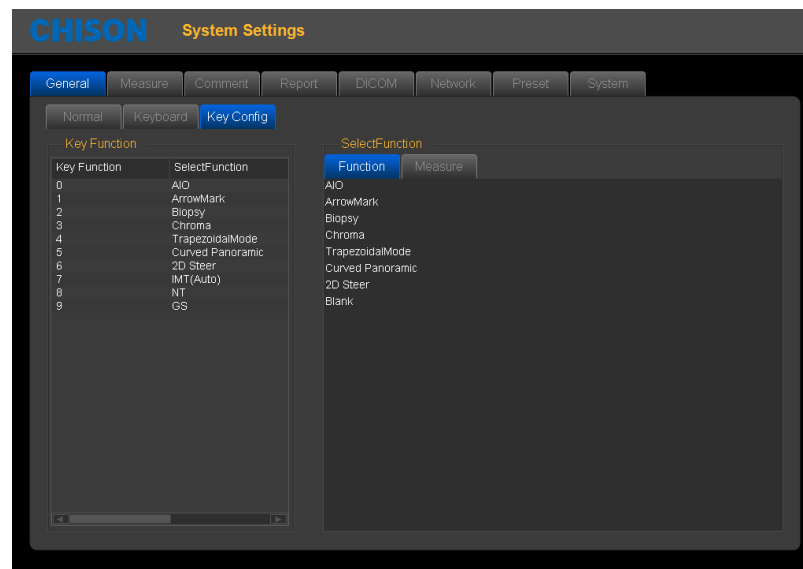 CHISON System Settings
General Measure Comment Report DICOM Network Preset System
Normal Keyboard Key Config
Key Function
Key Function SelectFunction
0 AIO
1 ArrowMark
2 Biopsy
3 Chroma
4 TrapezoidalMode
5 Curved Panoramic
6 2D Steer
7 IMT(Auto)
8 NT
9 GS
SelectFunction
Function Measure
AIO
ArrowMark
Biopsy
Chroma
TrapezoidalMode
Curved Panoramic
2D Steer
Blank